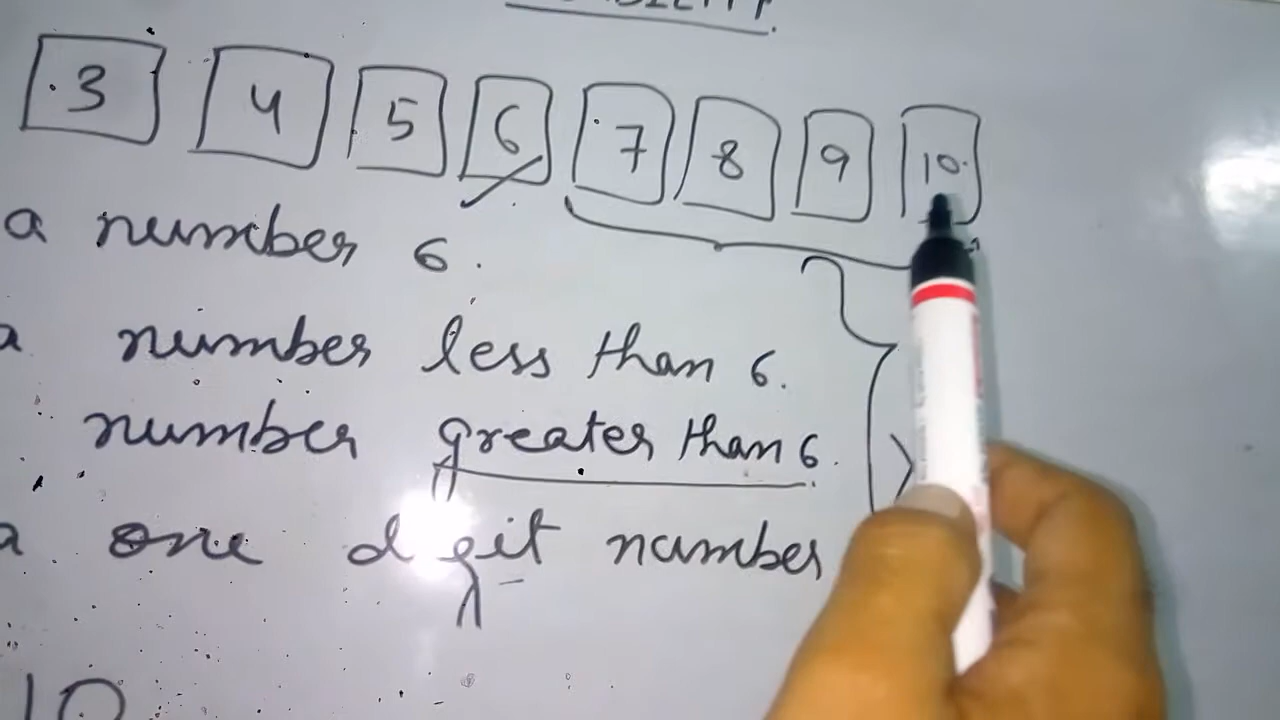 3 4 5 6 7 8 9 10
a number 6.
a number less than 6.
number greater than 6.
a one digit number
10